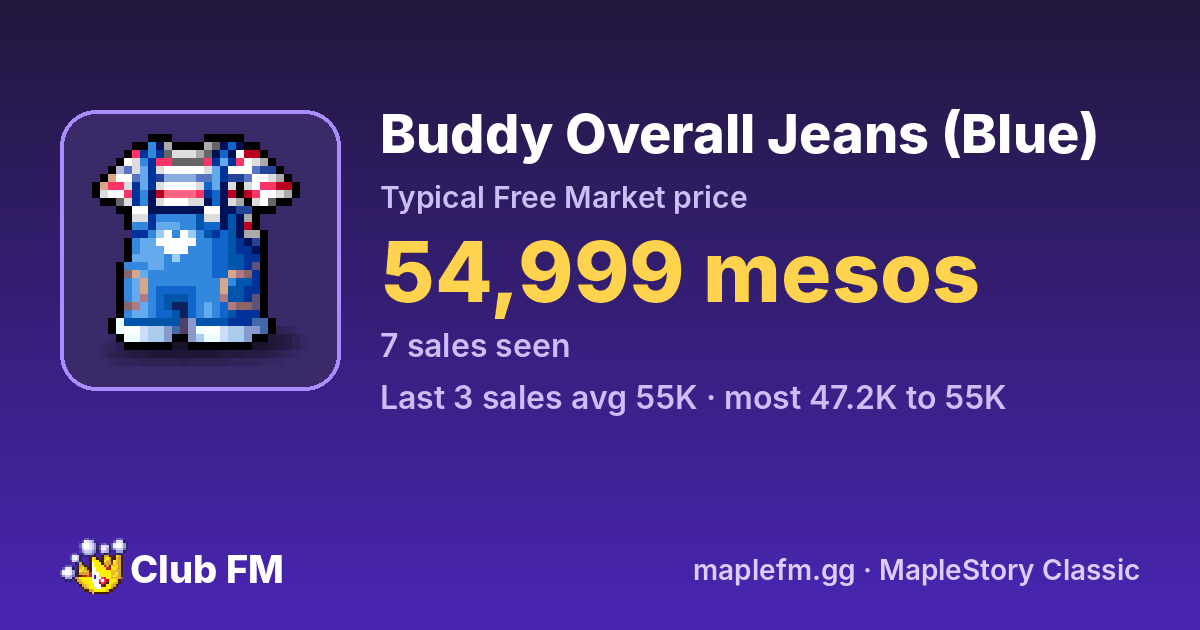 Buddy Overall Jeans (Blue)
Typical Free Market price
54,999 mesos
7 sales seen
Last 3 sales avg 55K · most 47.2K to 55K
Club FM
maplefm.gg · MapleStory Classic